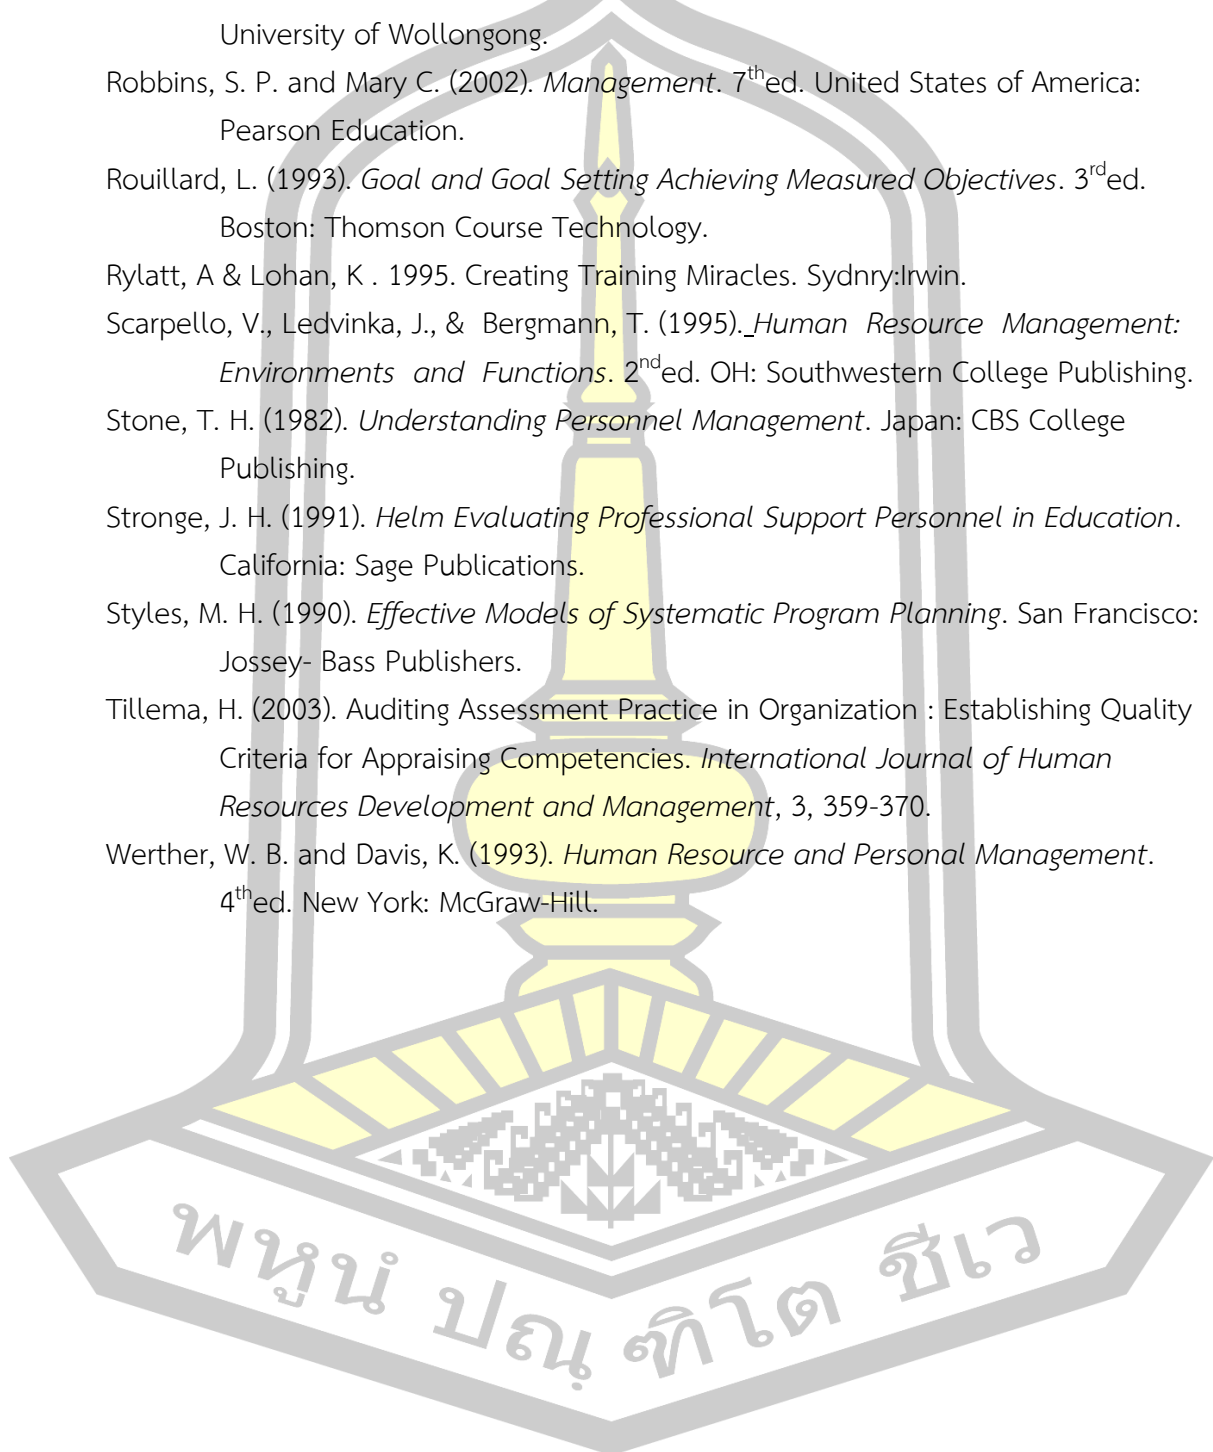 University of Wollongong.
Robbins, S. P. and Mary C. (2002). Management. 7thed. United States of America:
Pearson Education.
Rouillard, L. (1993). Goal and Goal Setting Achieving Measured Objectives. 3rded.
Boston: Thomson Course Technology.
Rylatt, A & Lohan, K . 1995. Creating Training Miracles. Sydnry:Irwin.
Scarpello, V., Ledvinka, J., & Bergmann, T. (1995). Human Resource Management:
Environments and Functions. 2nded. OH: Southwestern College Publishing.
Stone, T. H. (1982). Understanding Personnel Management. Japan: CBS College
Publishing.
Stronge, J. H. (1991). Helm Evaluating Professional Support Personnel in Education.
California: Sage Publications.
Styles, M. H. (1990). Effective Models of Systematic Program Planning. San Francisco:
Jossey- Bass Publishers.
Tillema, H. (2003). Auditing Assessment Practice in Organization : Establishing Quality
Criteria for Appraising Competencies. International Journal of Human
Resources Development and Management, 3, 359-370.
Werther, W. B. and Davis, K. (1993). Human Resource and Personal Management.
4thed. New York: McGraw-Hill.
พหูนํ ปณฺฑิโต ชีเว